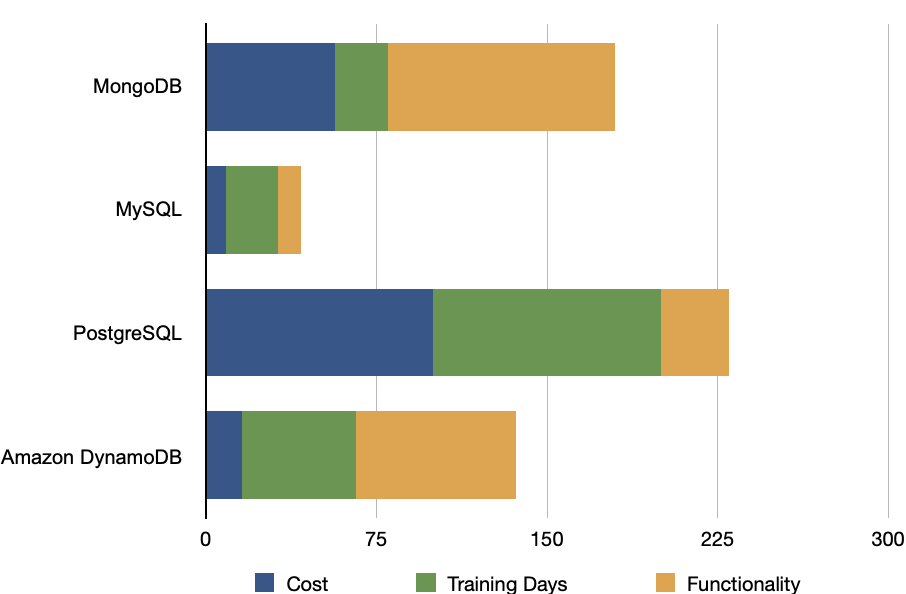 MongoDB
MySQL
PostgreSQL
Amazon DynamoDB
0 75 150 225 300
Cost Training Days Functionality